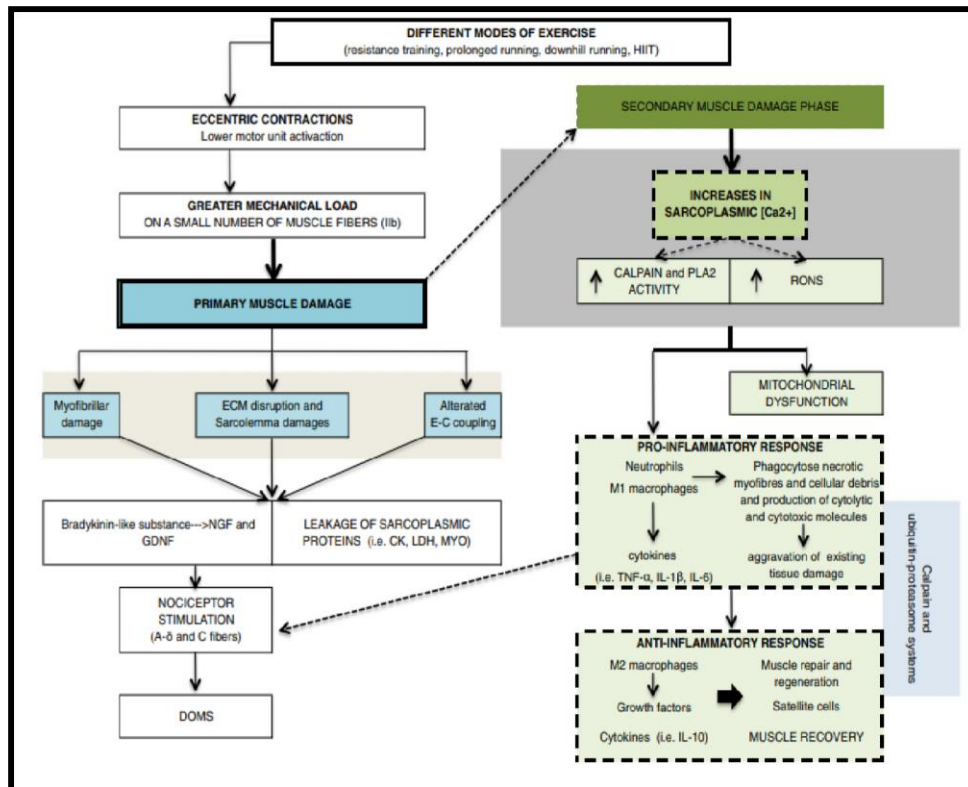 DIFFERENT MODES OF EXERCISE
(resistance training, prolonged running, downhill running, HIIT)
ECCENTRIC CONTRACTIONS
Lower motor unit activaction
GREATER MECHANICAL LOAD
ON A SMALL NUMBER OF MUSCLE FIBERS (IIb)
PRIMARY MUSCLE DAMAGE
Myofibrillar
damage
ECM disruption and
Sarcolemma damages
Alterated
E-C coupling
Bradykinin-like substance--->NGF and
GDNF
LEAKAGE OF SARCOPLASMIC
PROTEINS (i.e. CK, LDH, MYO)
NOCICEPTOR
STIMULATION
(A-δ and C fibers)
DOMS
SECONDARY MUSCLE DAMAGE PHASE
INCREASES IN
SARCOPLASMIC [Ca2+]
CALPAIN and PLA2
ACTIVITY
RONS
MITOCHONDRIAL
DYSFUNCTION
PRO-INFLAMMATORY RESPONSE
Neutrophils
M1 macrophages
Phagocytose necrotic
myofibres and cellular debris
and production of cytolytic
and cytotoxic molecules
cytokines
(i.e. TNF-α, IL-1β, IL-6)
aggravation of existing
tissue damage
ANTI-INFLAMMATORY RESPONSE
M2 macrophages
Growth factors
Cytokines (i.e. IL-10)
Muscle repair and
regeneration
Satellite cells
MUSCLE RECOVERY
Calpain and
ubiquitin-proteasome systems